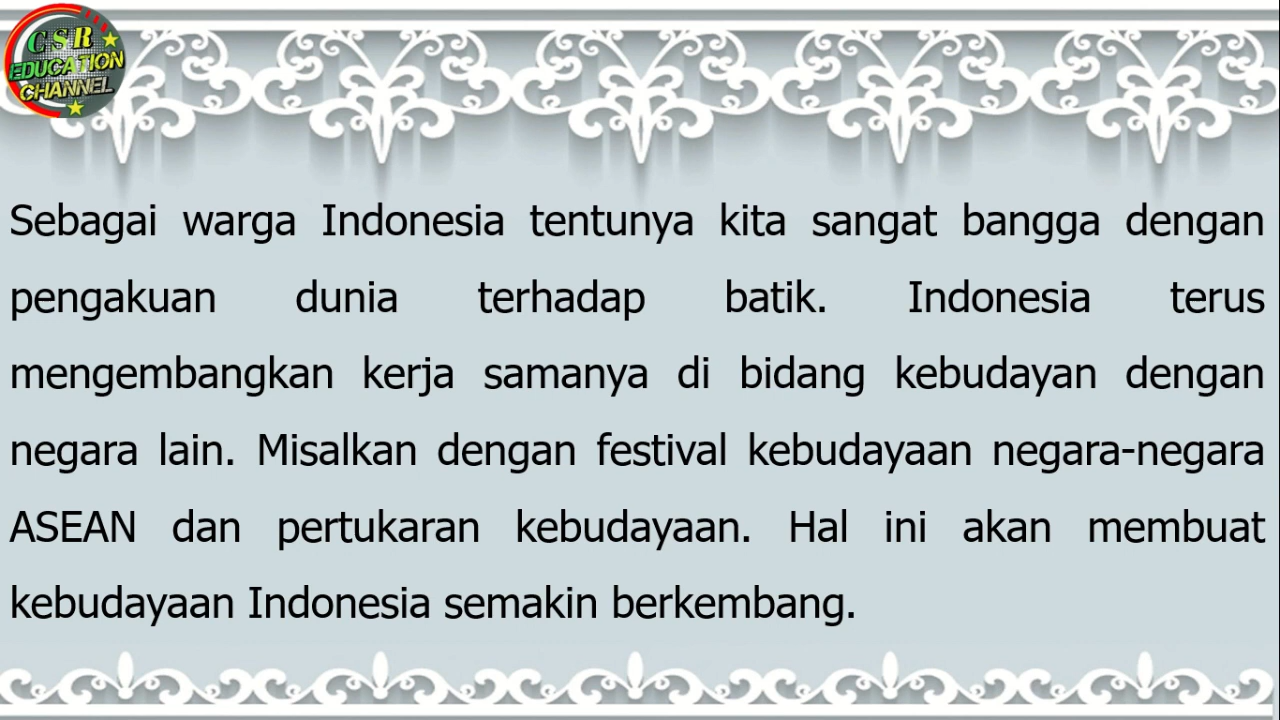 CSR
EDUCATION
CHANNEL
Sebagai warga Indonesia tentunya kita sangat bangga dengan
pengakuan dunia terhadap batik. Indonesia terus
mengembangkan kerja samanya di bidang kebudayan dengan
negara lain. Misalkan dengan festival kebudayaan negara-negara
ASEAN dan pertukaran kebudayaan. Hal ini akan membuat
kebudayaan Indonesia semakin berkembang.